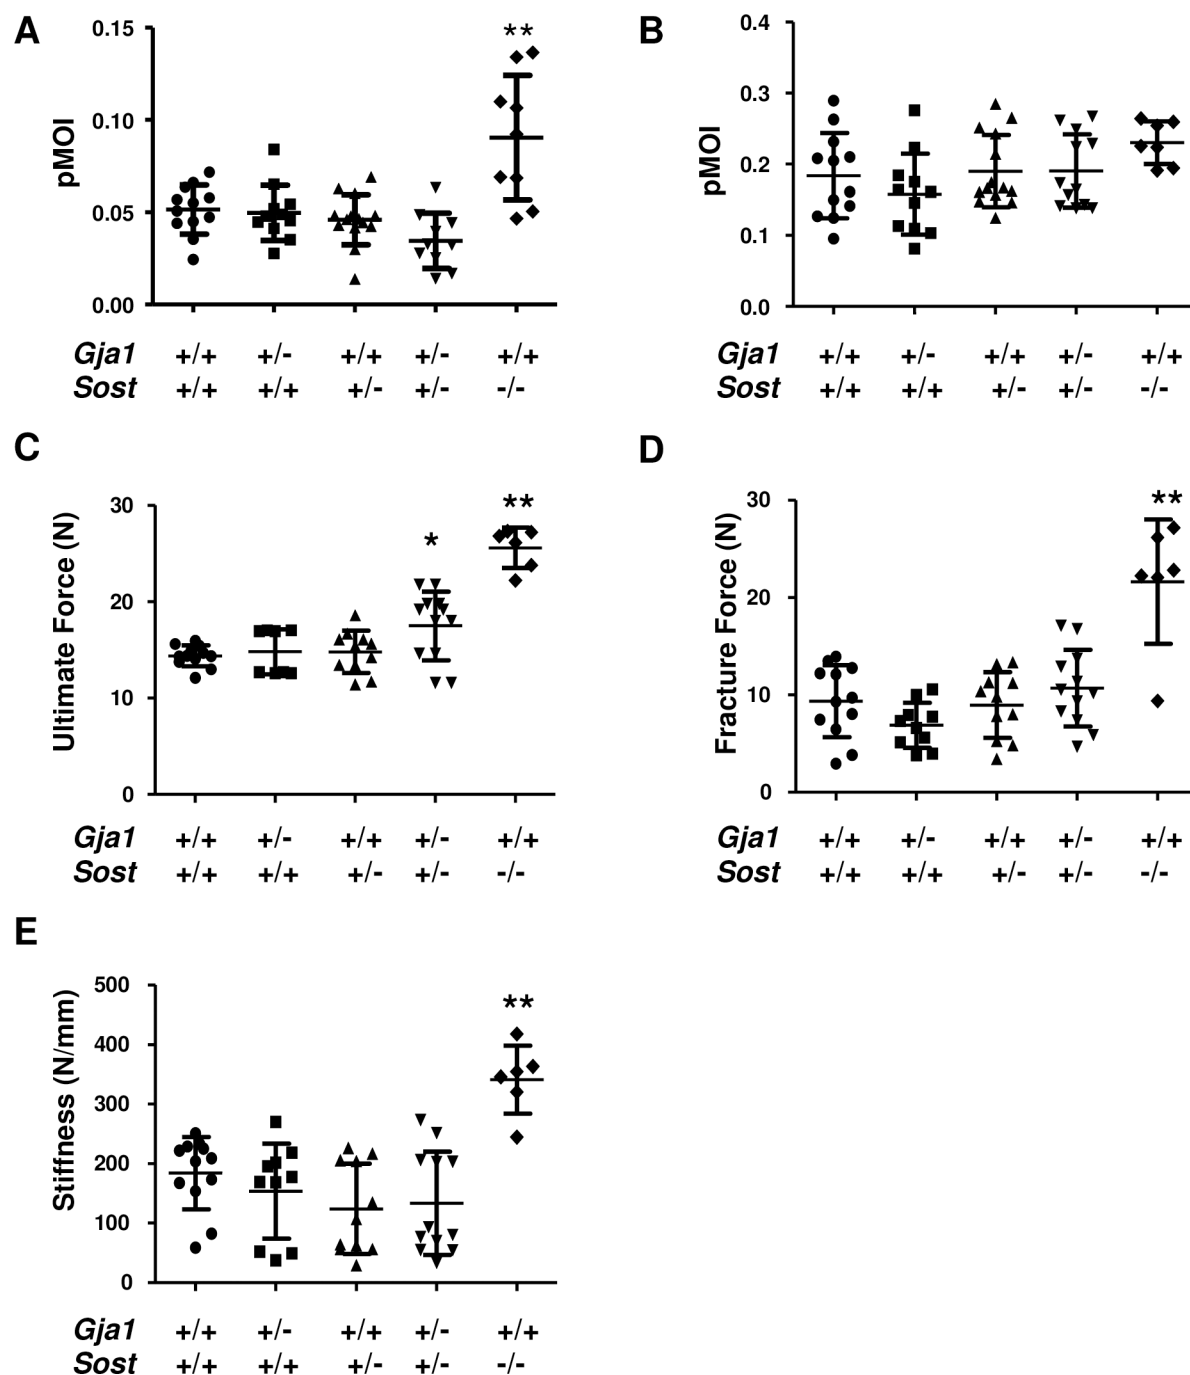 A
pMOI
0.15
0.10
0.05
0.00
**
Gja1 +/+ +/- +/+ +/- +/+
Sost +/+ +/+ +/- +/- -/-
B
pMOI
0.4
0.3
0.2
0.1
0.0
Gja1 +/+ +/- +/+ +/- +/+
Sost +/+ +/+ +/- +/- -/-
C
Ultimate Force (N)
30
20
10
0
*
**
Gja1 +/+ +/- +/+ +/- +/+
Sost +/+ +/+ +/- +/- -/-
D
Fracture Force (N)
30
20
10
0
**
Gja1 +/+ +/- +/+ +/- +/+
Sost +/+ +/+ +/- +/- -/-
E
Stiffness (N/mm)
500
400
300
200
100
0
**
Gja1 +/+ +/- +/+ +/- +/+
Sost +/+ +/+ +/- +/- -/-